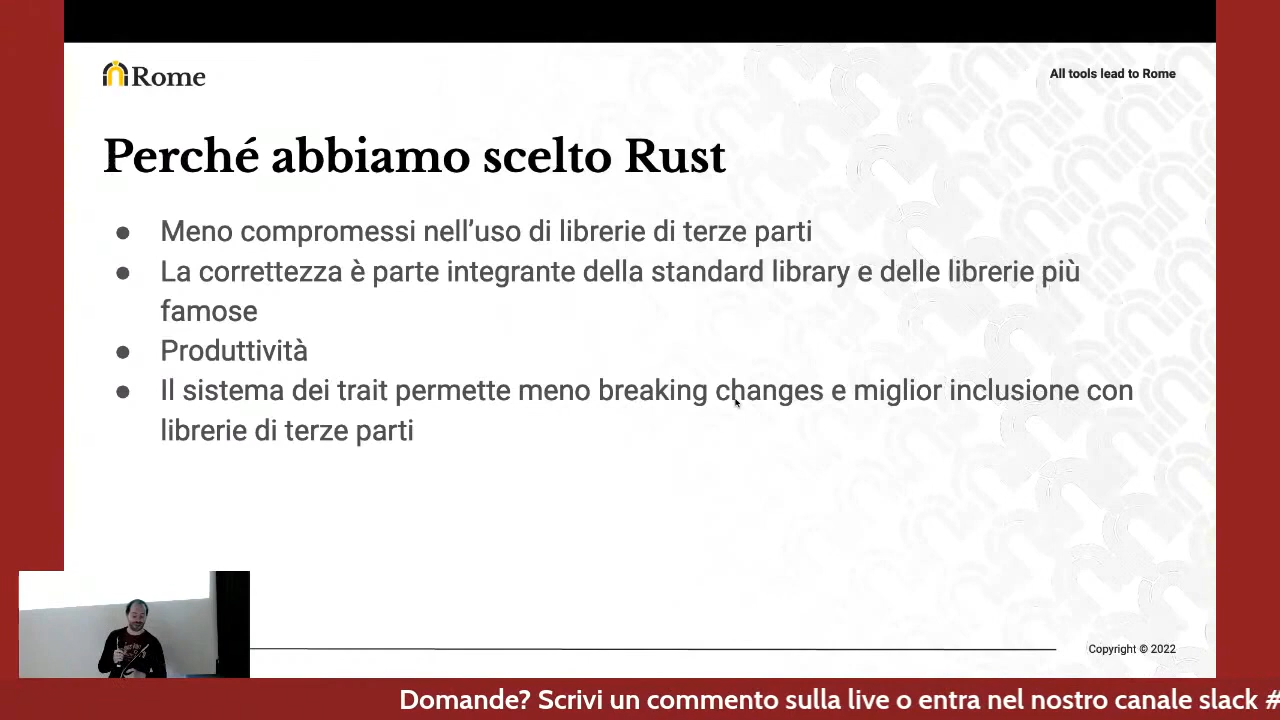 Rome
All tools lead to Rome
Perché abbiamo scelto Rust
● Meno compromessi nell’uso di librerie di terze parti
● La correttezza è parte integrante della standard library e delle librerie più
famose
● Produttività
● Il sistema dei trait permette meno breaking changes e miglior inclusione con
librerie di terze parti
Copyright © 2022
Domande? Scrivi un commento sulla live o entra nel nostro canale slack #